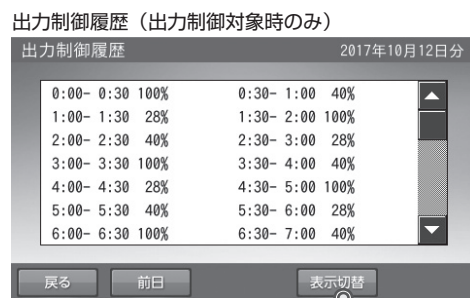 出力制御履歴（出力制御対象時のみ）
出力制御履歴 2017年10月12日分
0:00- 0:30 100% 0:30- 1:00 40%
1:00- 1:30 28% 1:30- 2:00 100%
2:00- 2:30 40% 2:30- 3:00 28%
3:00- 3:30 100% 3:30- 4:00 40%
4:00- 4:30 28% 4:30- 5:00 100%
5:00- 5:30 40% 5:30- 6:00 28%
6:00- 6:30 100% 6:30- 7:00 40%
戻る 前日 表示切替